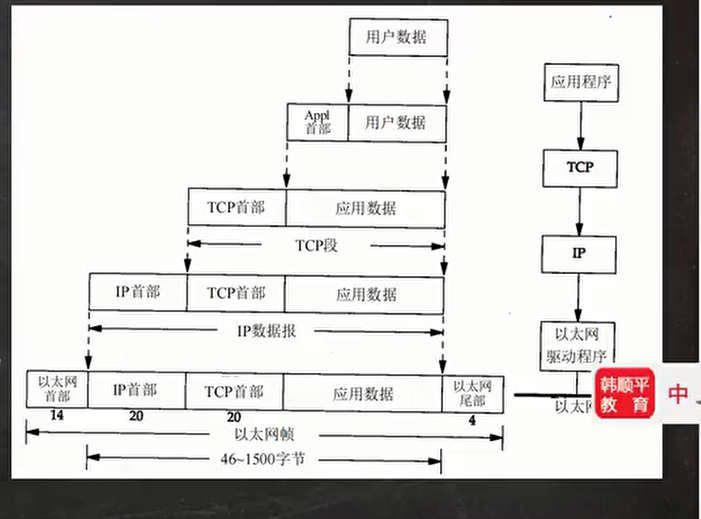 用户数据
应用程序
Appl
首部
用户数据
TCP
TCP首部
应用数据
TCP段
IP
IP首部
TCP首部
应用数据
IP数据报
以太网
驱动程序
以太网
首部
IP首部
TCP首部
应用数据
以太网
尾部
以太
韩顺平
教 育
中
14
20
20
4
以太网帧
46~1500字节